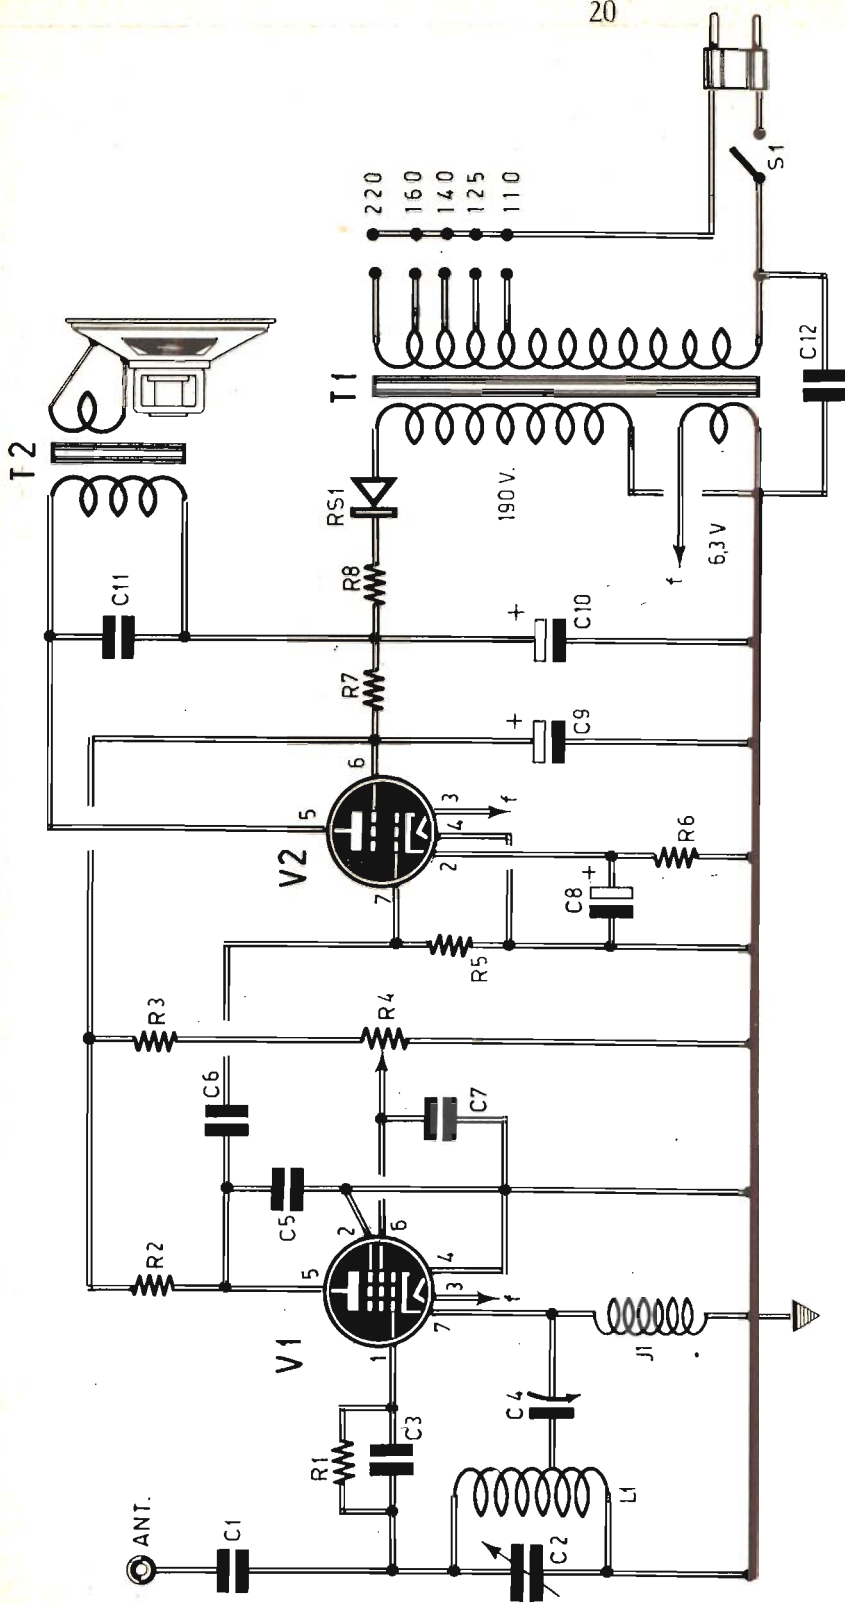 20
ANT.
C1
R1
C3
C2
L1
C4
V1
1
5
2
6
4
3
7
f
J1
R2
C5
C6
C7
R3
R4
R5
V2
7
5
6
3
4
2
f
C8
+
R6
R7
C9
+
R8
C10
+
RS1
C11
T2
T1
190 V.
6,3 V
f
220
160
140
125
110
S1
C12